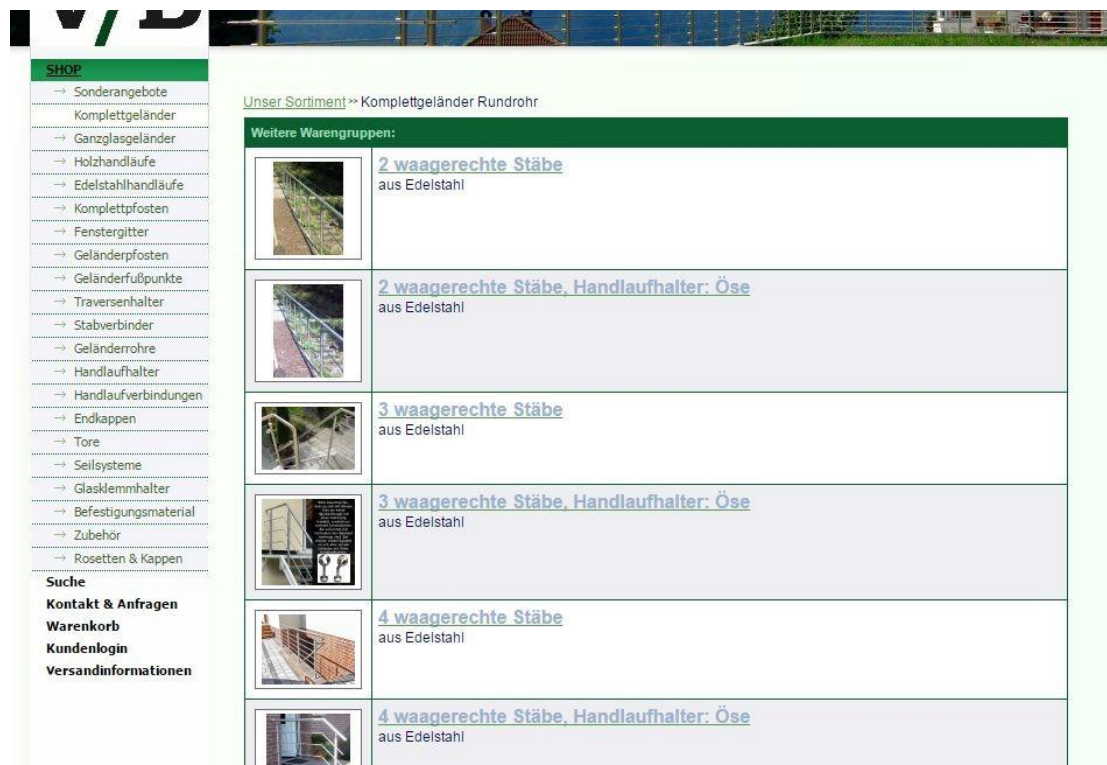 SHOP
→ Sonderangebote
Komplettgeländer
→ Ganzglasgeländer
→ Holzhandläufe
→ Edelstahlhandläufe
→ Komplettpfosten
→ Fenstergitter
→ Geländerpfosten
→ Geländerfußpunkte
→ Traversenhalter
→ Stabverbinder
→ Geländerrohre
→ Handlaufhalter
→ Handlaufverbindungen
→ Endkappen
→ Tore
→ Seilsysteme
→ Glasklemmhalter
→ Befestigungsmaterial
→ Zubehör
→ Rosetten & Kappen
Suche
Kontakt & Anfragen
Warenkorb
Kundenlogin
Versandinformationen
Unser Sortiment >> Komplettgeländer Rundrohr
Weitere Warengruppen:
2 waagerechte Stäbe
aus Edelstahl
2 waagerechte Stäbe, Handlaufhalter: Öse
aus Edelstahl
3 waagerechte Stäbe
aus Edelstahl
3 waagerechte Stäbe, Handlaufhalter: Öse
aus Edelstahl
4 waagerechte Stäbe
aus Edelstahl
4 waagerechte Stäbe, Handlaufhalter: Öse
aus Edelstahl